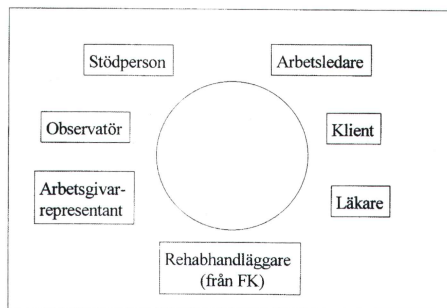 Stödperson
Arbetsledare
Observatör
Klient
Arbetsgivar-
representant
Läkare
Rehabhandläggare
(från FK)